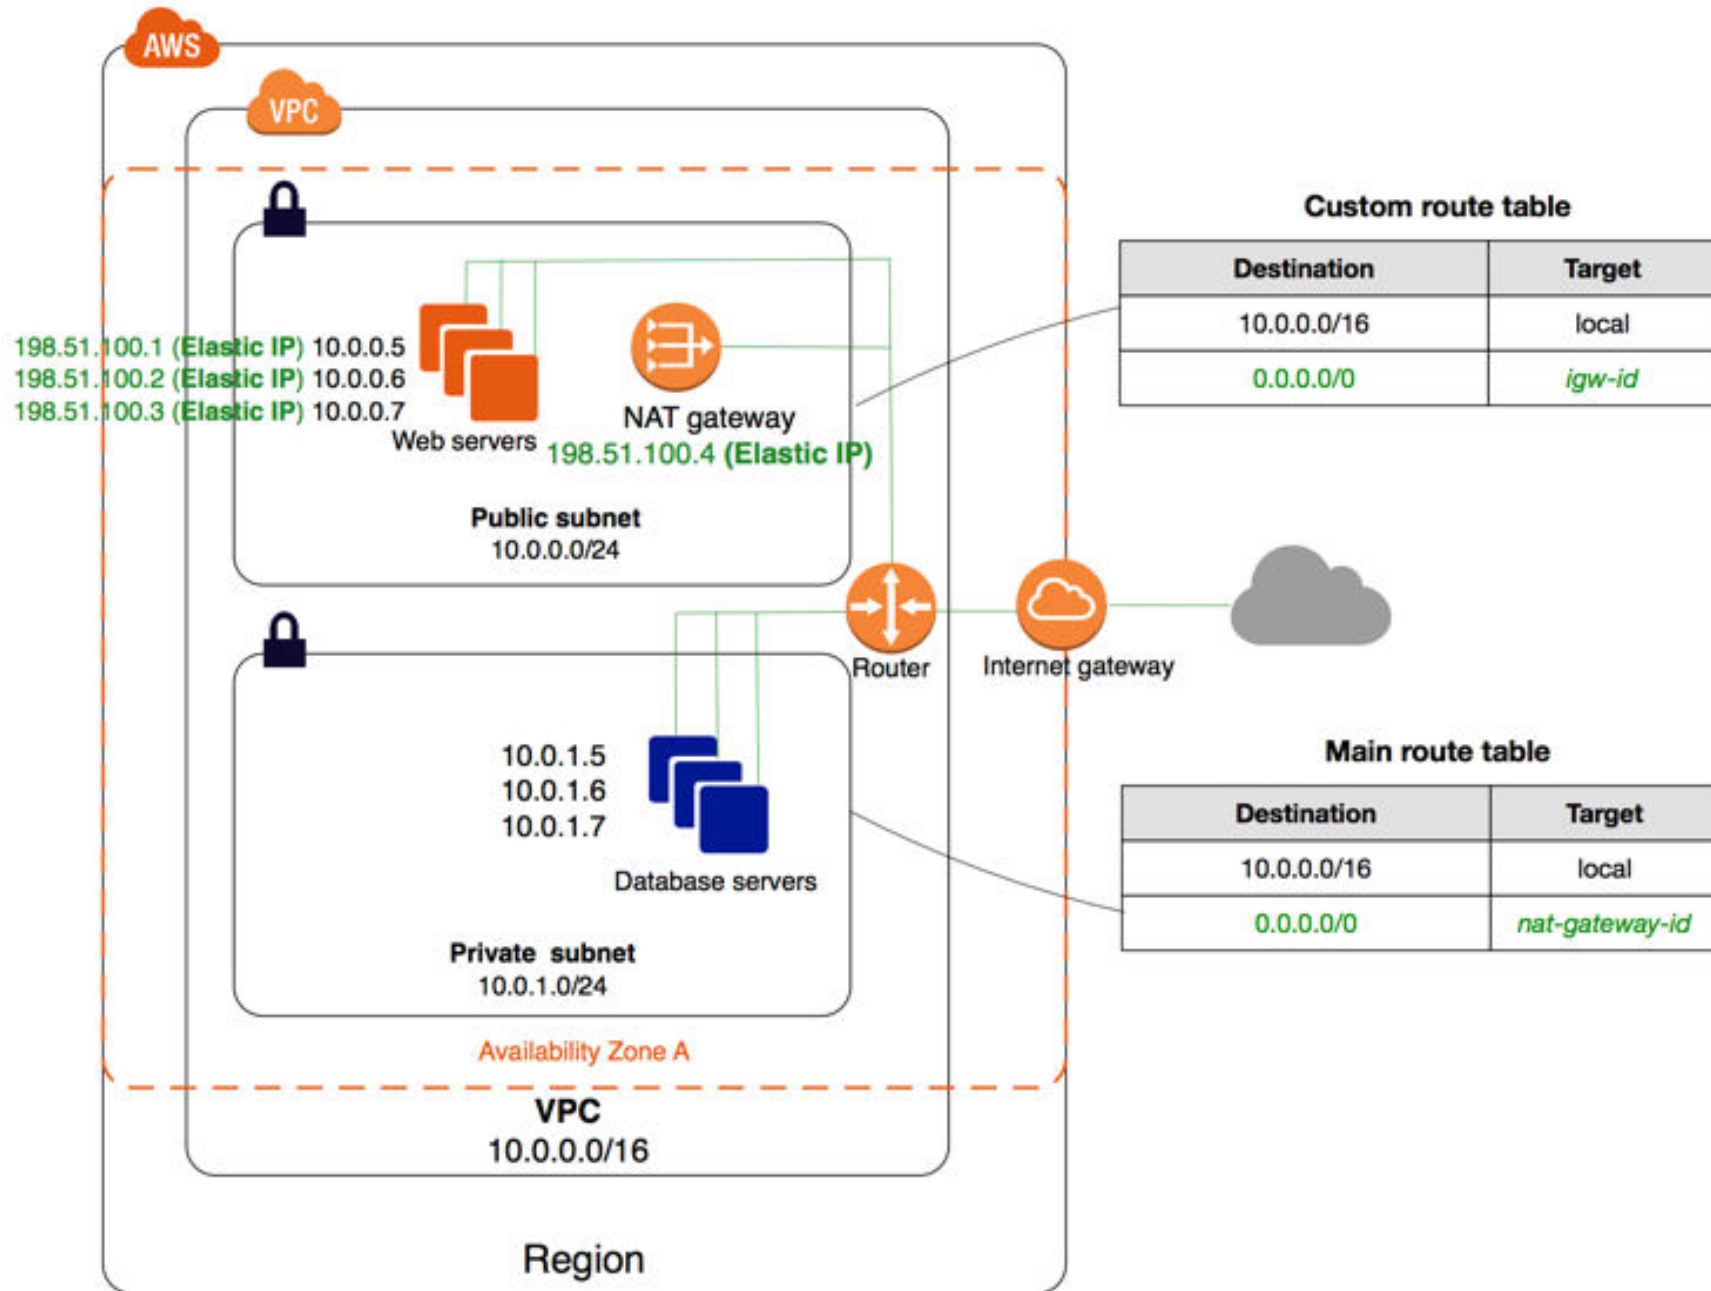 AWS
VPC
Custom route table
Destination Target
10.0.0.0/16 local
0.0.0.0/0 igw-id
198.51.100.1 (Elastic IP) 10.0.0.5
198.51.100.2 (Elastic IP) 10.0.0.6
198.51.100.3 (Elastic IP) 10.0.0.7
Web servers
NAT gateway
198.51.100.4 (Elastic IP)
Public subnet
10.0.0.0/24
Router
Internet gateway
10.0.1.5
10.0.1.6
10.0.1.7
Database servers
Private subnet
10.0.1.0/24
Main route table
Destination Target
10.0.0.0/16 local
0.0.0.0/0 nat-gateway-id
Availability Zone A
VPC
10.0.0.0/16
Region